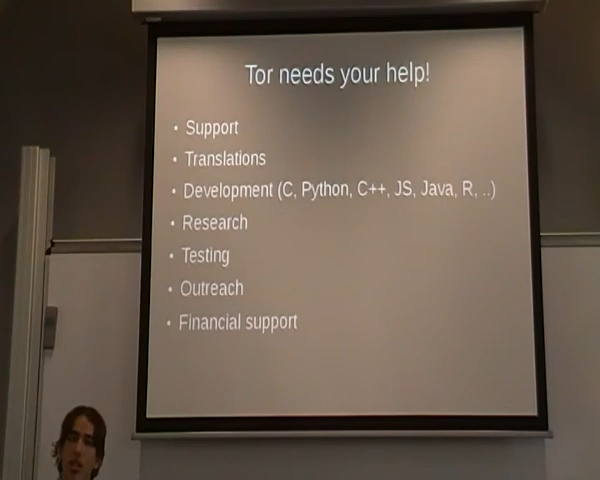 Tor needs your help!
• Support
• Translations
• Development (C, Python, C++, JS, Java, R, ..)
• Research
• Testing
• Outreach
• Financial support